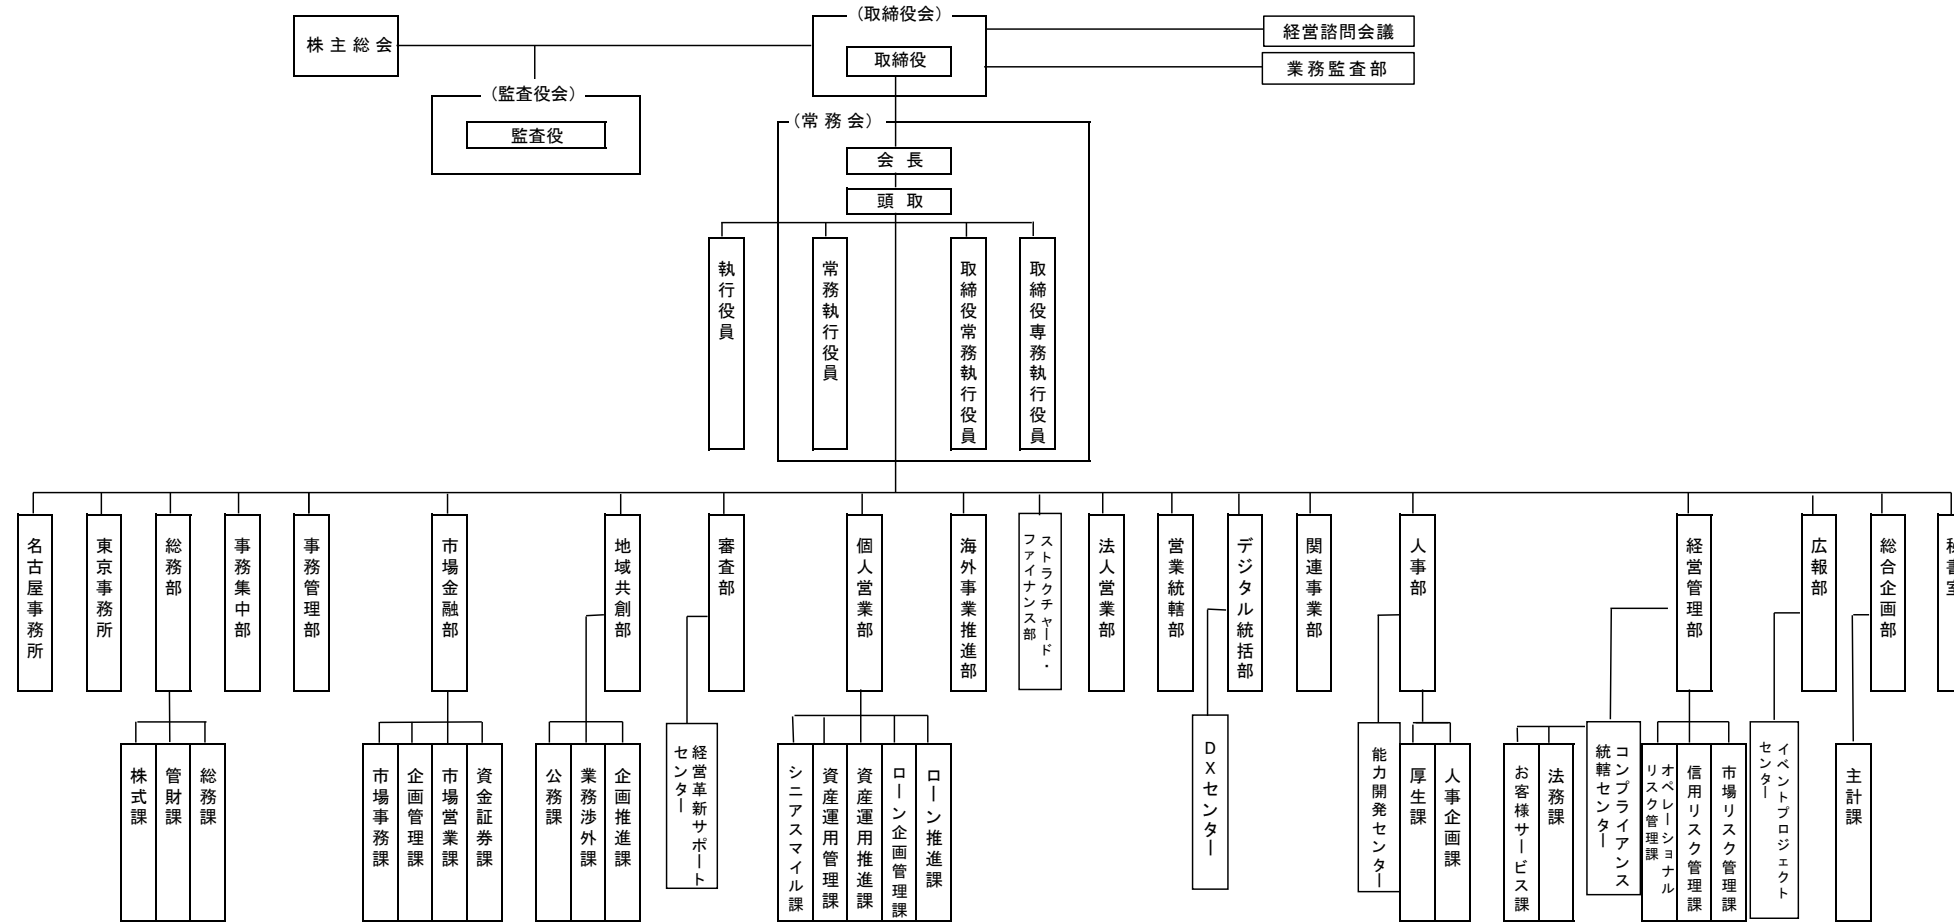 (取締役会)
株主総会
取締役
経営諮問会議
業務監査部
(監査役会)
監査役
(常務会)
会長
頭取
執行役員
常務執行役員
取締役常務執行役員
取締役専務執行役員
名古屋事務所
東京事務所
総務部
事務集中部
事務管理部
市場金融部
地域共創部
審査部
個人営業部
海外事業推進部
ストラクチャード・
ファイナンス部
法人営業部
営業統轄部
デジタル統括部
関連事業部
人事部
経営管理部
広報部
総合企画部
秘書室
株式課
管財課
総務課
市場事務課
企画管理課
市場営業課
資金証券課
公務課
業務渉外課
企画推進課
経営革新サポート
センター
シニアスマイル課
資産運用管理課
資産運用推進課
ローン企画管理課
ローン推進課
DXセンター
能力開発センター
厚生課
人事企画課
お客様サービス課
法務課
コンプライアンス
統轄センター
オペレーショナル
リスク管理課
信用リスク管理課
市場リスク管理課
イベントプロジェクト
センター
主計課